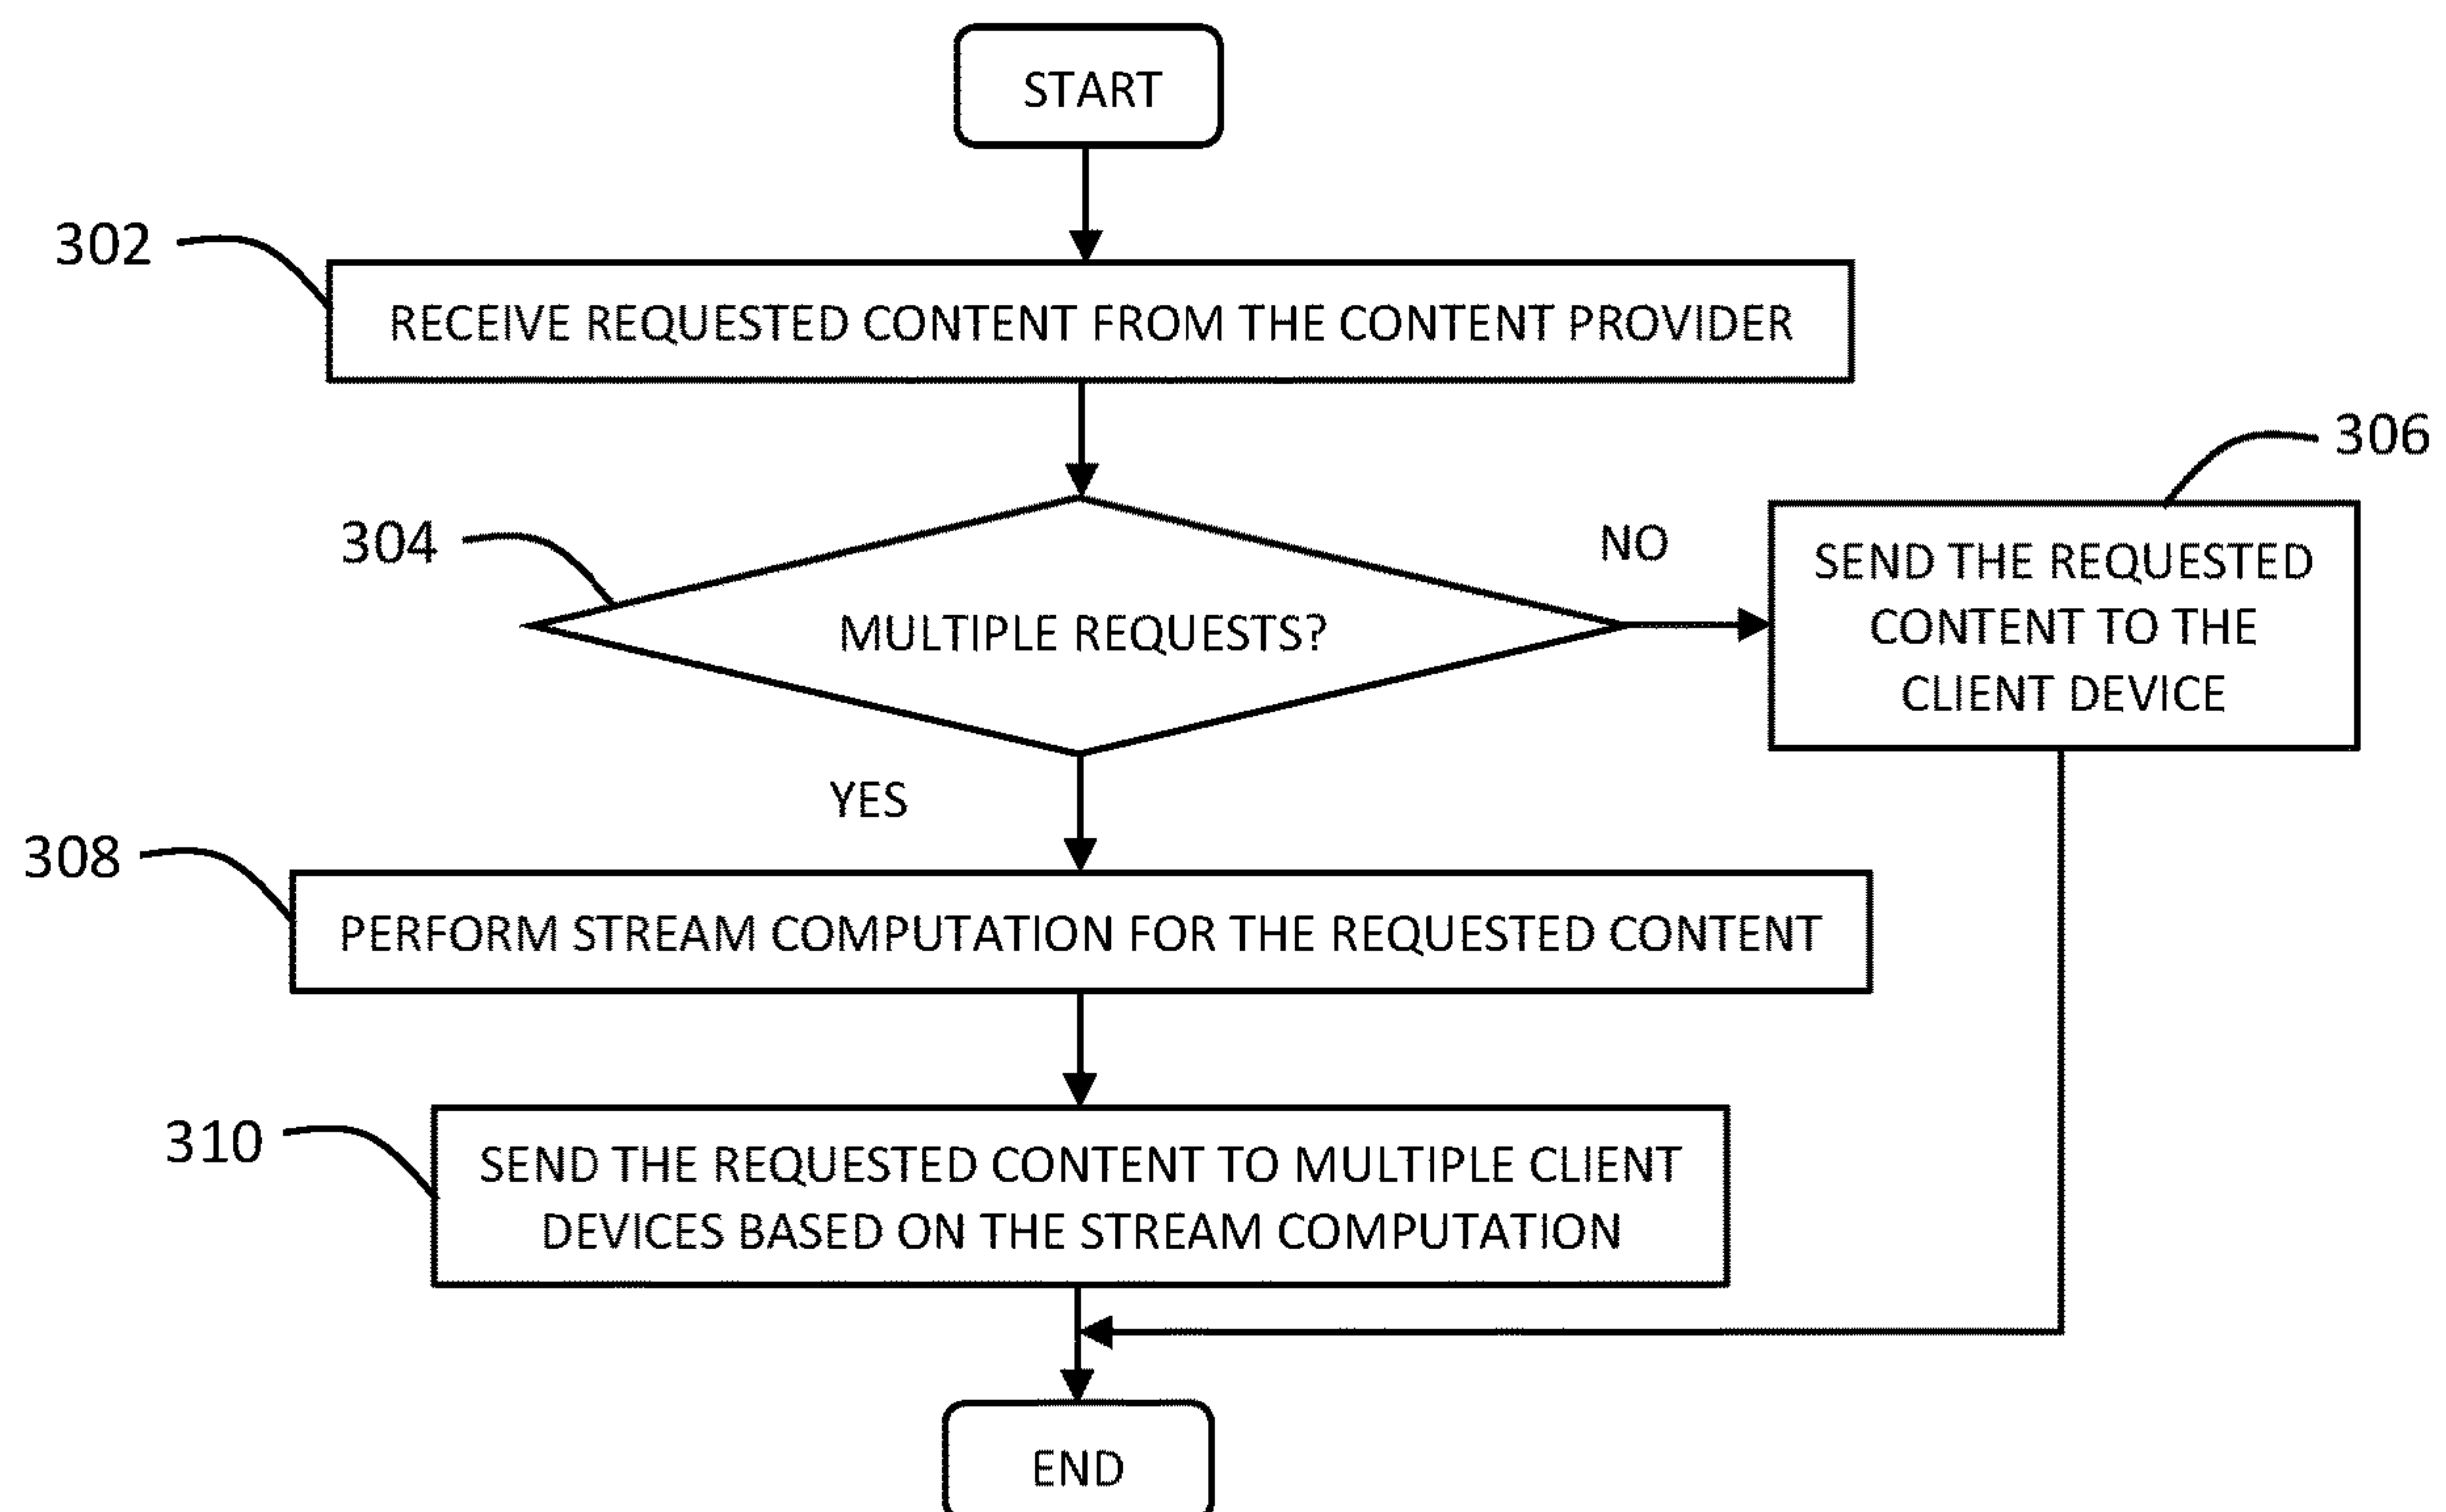 START
302
RECEIVE REQUESTED CONTENT FROM THE CONTENT PROVIDER
304
MULTIPLE REQUESTS?
NO
306
SEND THE REQUESTED
CONTENT TO THE
CLIENT DEVICE
YES
308
PERFORM STREAM COMPUTATION FOR THE REQUESTED CONTENT
310
SEND THE REQUESTED CONTENT TO MULTIPLE CLIENT
DEVICES BASED ON THE STREAM COMPUTATION
END